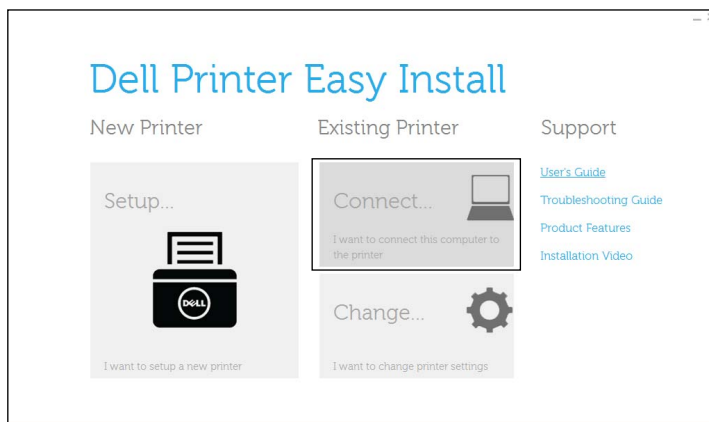 Dell Printer Easy Install
New Printer
Existing Printer
Support
Setup...
DELL
I want to setup a new printer
Connect...
I want to connect this computer to
the printer
Change...
I want to change printer settings
User's Guide
Troubleshooting Guide
Product Features
Installation Video